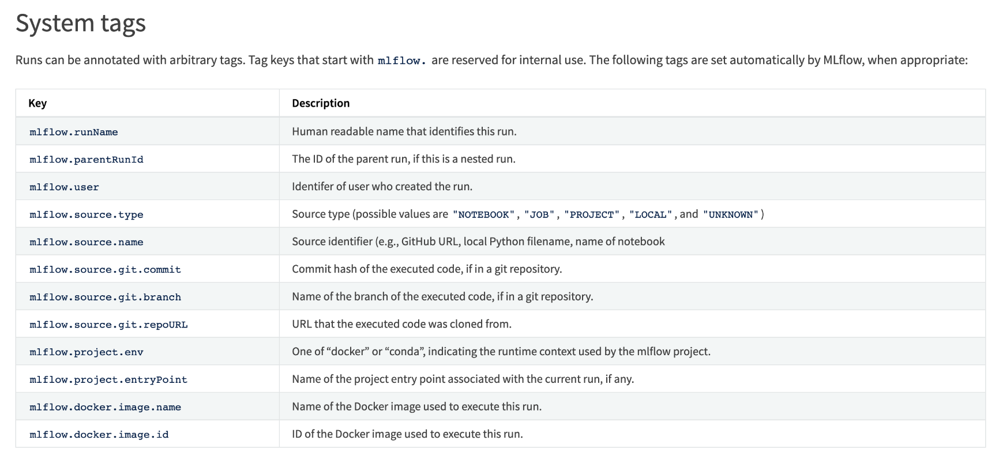 System tags
Runs can be annotated with arbitrary tags. Tag keys that start with mlflow. are reserved for internal use. The following tags are set automatically by MLflow, when appropriate:
Key Description
mlflow.runName Human readable name that identifies this run.
mlflow.parentRunId The ID of the parent run, if this is a nested run.
mlflow.user Identifer of user who created the run.
mlflow.source.type Source type (possible values are "NOTEBOOK", "JOB", "PROJECT", "LOCAL", and "UNKNOWN")
mlflow.source.name Source identifier (e.g., GitHub URL, local Python filename, name of notebook
mlflow.source.git.commit Commit hash of the executed code, if in a git repository.
mlflow.source.git.branch Name of the branch of the executed code, if in a git repository.
mlflow.source.git.repoURL URL that the executed code was cloned from.
mlflow.project.env One of “docker” or “conda”, indicating the runtime context used by the mlflow project.
mlflow.project.entryPoint Name of the project entry point associated with the current run, if any.
mlflow.docker.image.name Name of the Docker image used to execute this run.
mlflow.docker.image.id ID of the Docker image used to execute this run.